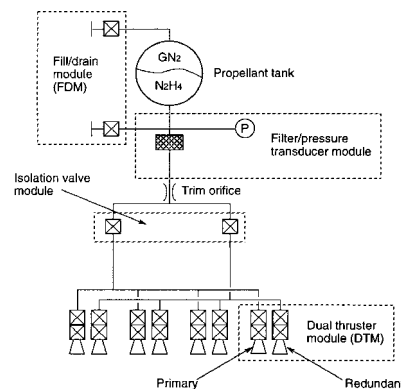 GN2
N2H4
Propellant tank
Fill/drain
module
(FDM)
P
Filter/pressure
transducer module
Isolation valve
module
Trim orifice
Dual thruster
module (DTM)
Primary
Redundan